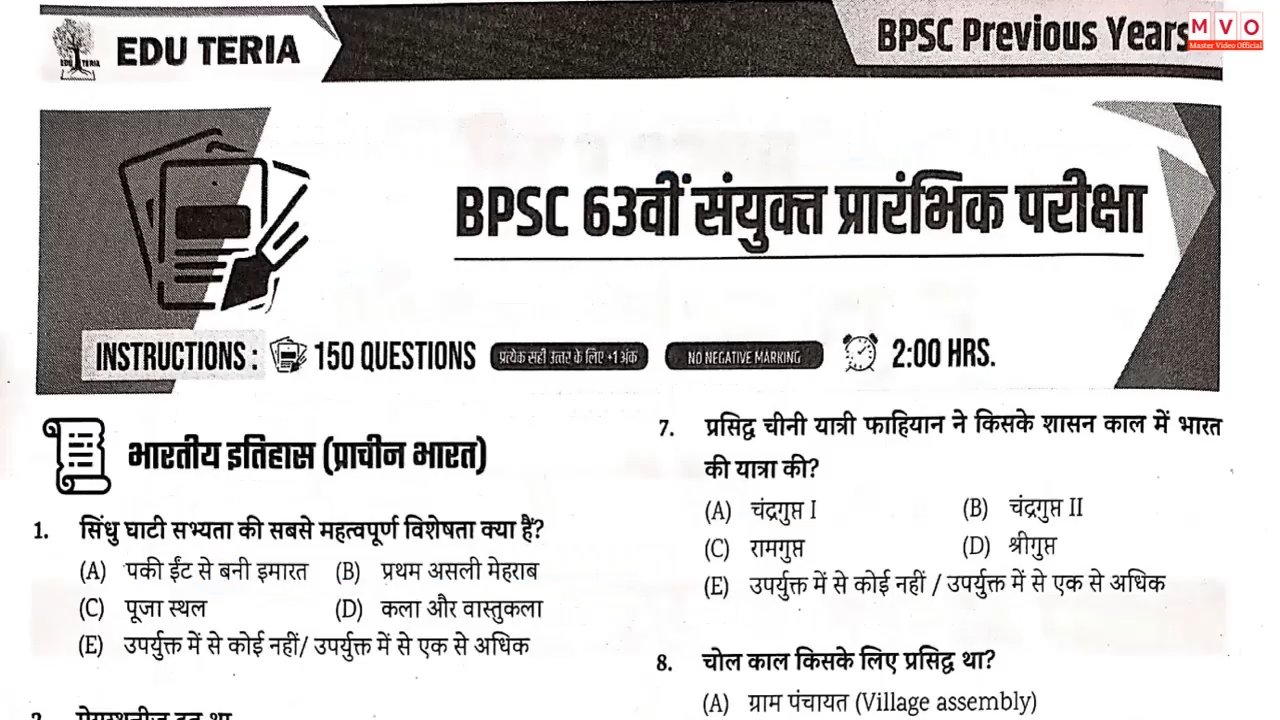 EDU TERIA
BPSC Previous Years
M V O
Master Video Official
BPSC 63वीं संयुक्त प्रारंभिक परीक्षा
INSTRUCTIONS : 150 QUESTIONS प्रत्येक सही उत्तर के लिए +1 अंक NO NEGATIVE MARKING 2:00 HRS.
भारतीय इतिहास (प्राचीन भारत)
1. सिंधु घाटी सभ्यता की सबसे महत्वपूर्ण विशेषता क्या हैं?
(A) पकी ईंट से बनी इमारत (B) प्रथम असली मेहराब
(C) पूजा स्थल (D) कला और वास्तुकला
(E) उपर्युक्त में से कोई नहीं/ उपर्युक्त में से एक से अधिक
7. प्रसिद्ध चीनी यात्री फाहियान ने किसके शासन काल में भारत
की यात्रा की?
(A) चंद्रगुप्त I (B) चंद्रगुप्त II
(C) रामगुप्त (D) श्रीगुप्त
(E) उपर्युक्त में से कोई नहीं / उपर्युक्त में से एक से अधिक
8. चोल काल किसके लिए प्रसिद्ध था?
(A) ग्राम पंचायत (Village assembly)